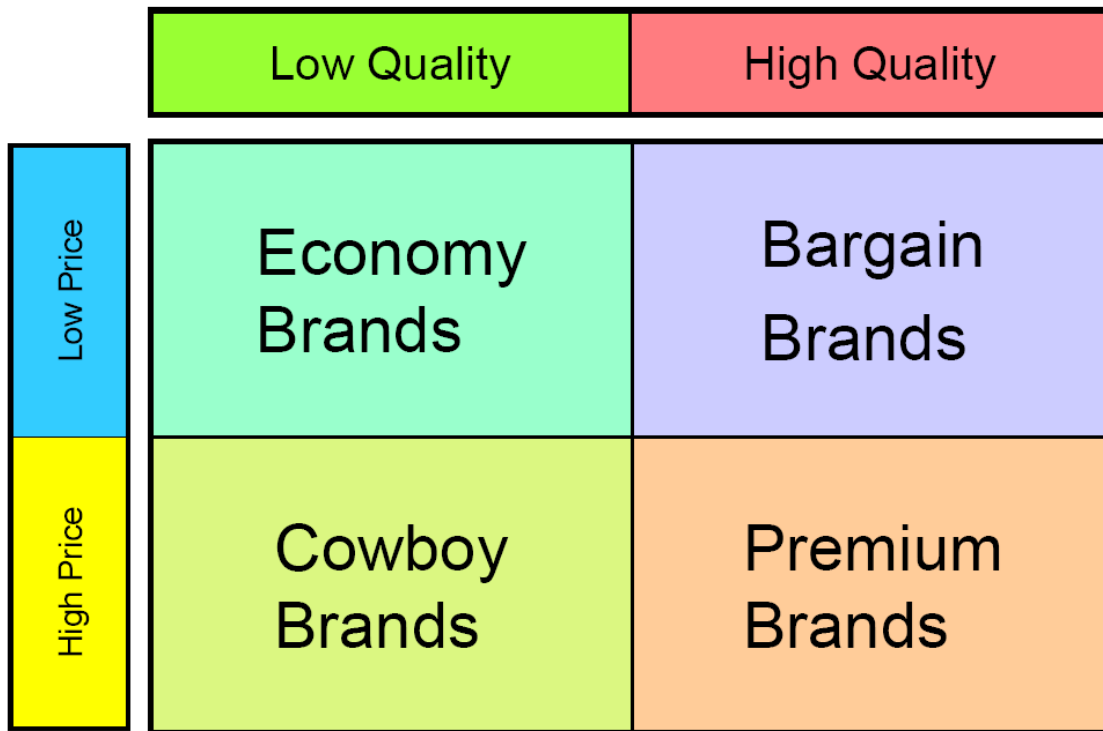 Low Quality
High Quality
Low Price
Economy
Brands
Bargain
Brands
High Price
Cowboy
Brands
Premium
Brands